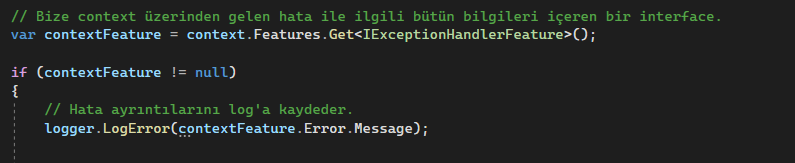 // Bize context üzerinden gelen hata ile ilgili bütün bilgileri içeren bir interface.
var contextFeature = context.Features.Get<IExceptionHandlerFeature>();
if (contextFeature != null)
{
// Hata ayrıntılarını log'a kaydeder.
logger.LogError(contextFeature.Error.Message);